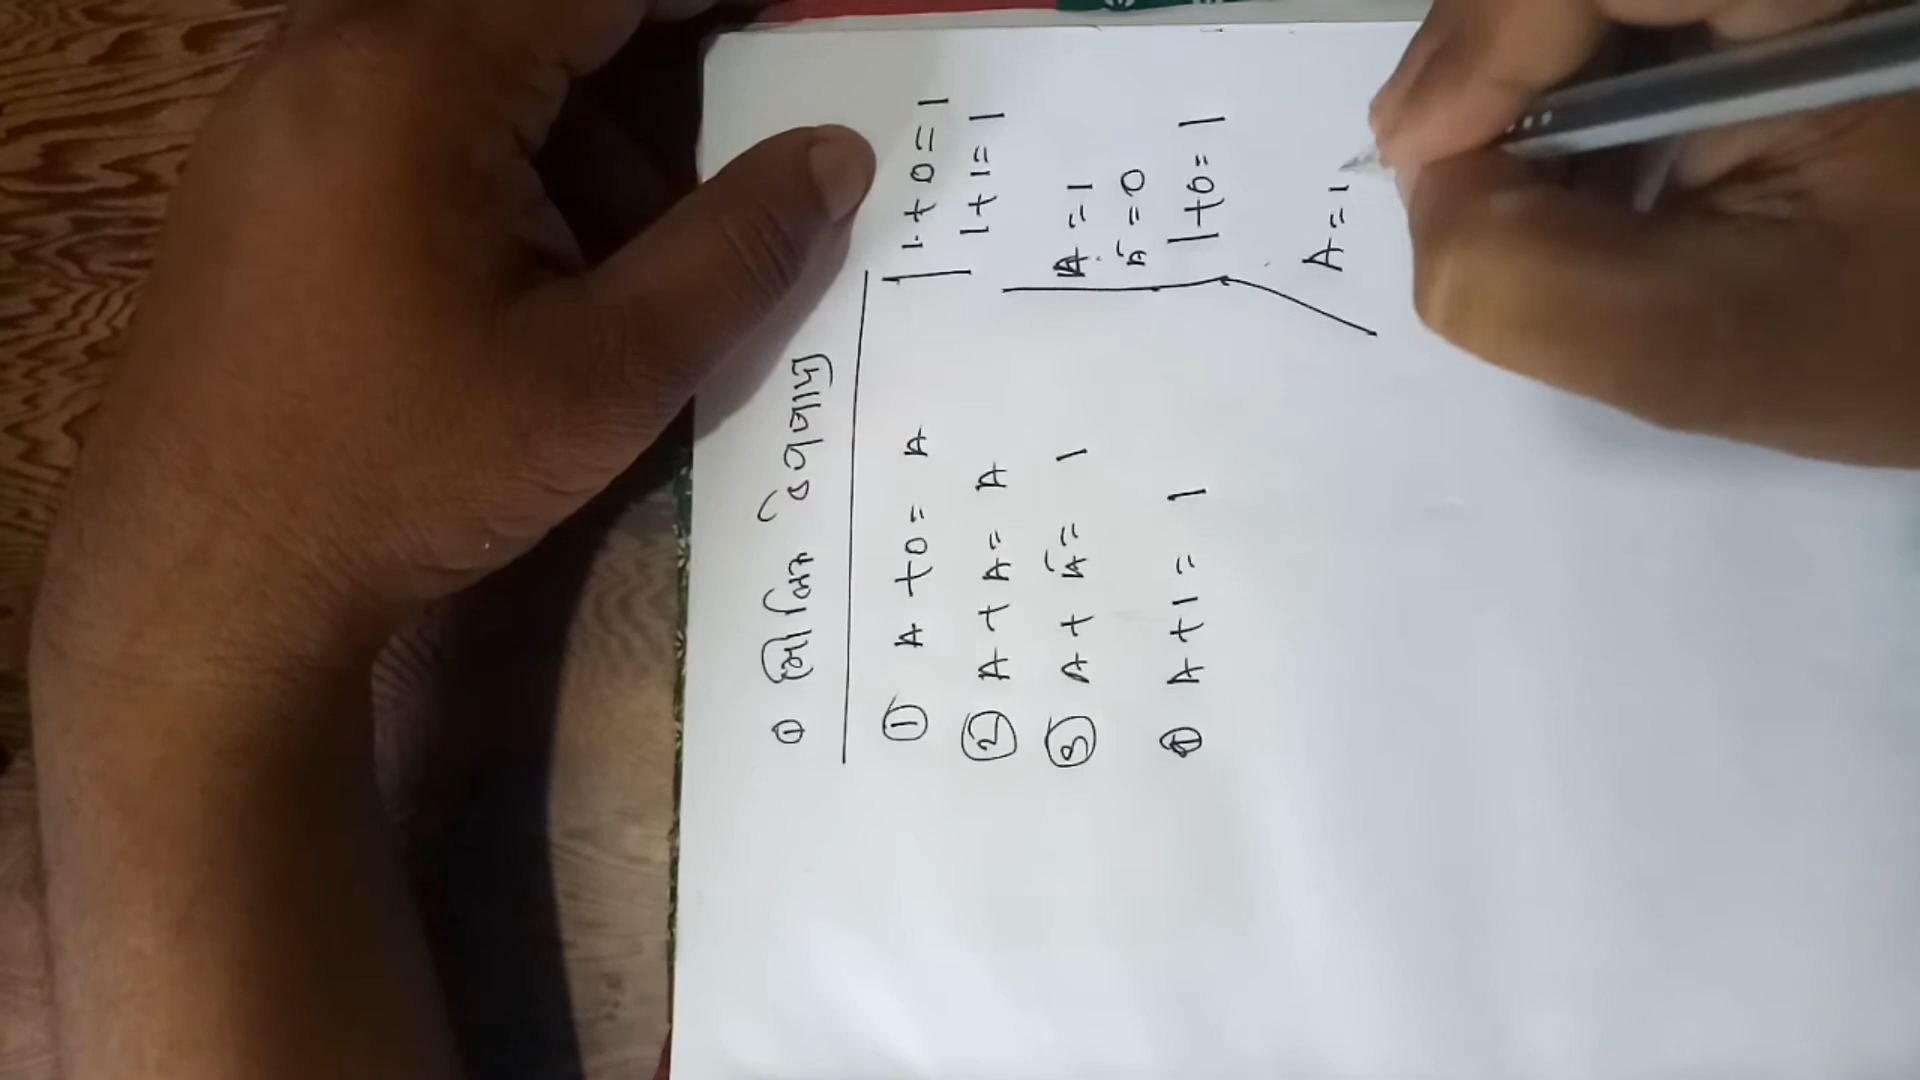 ① মৌলিক উপপাদ্য
① A + 0 = A
② A + A = A
③ A + A̅ = 1
④ A + 1 = 1
1 + 0 = 1
1 + 1 = 1
A = 1
A̅ = 0
1 + 0 = 1
A = 1